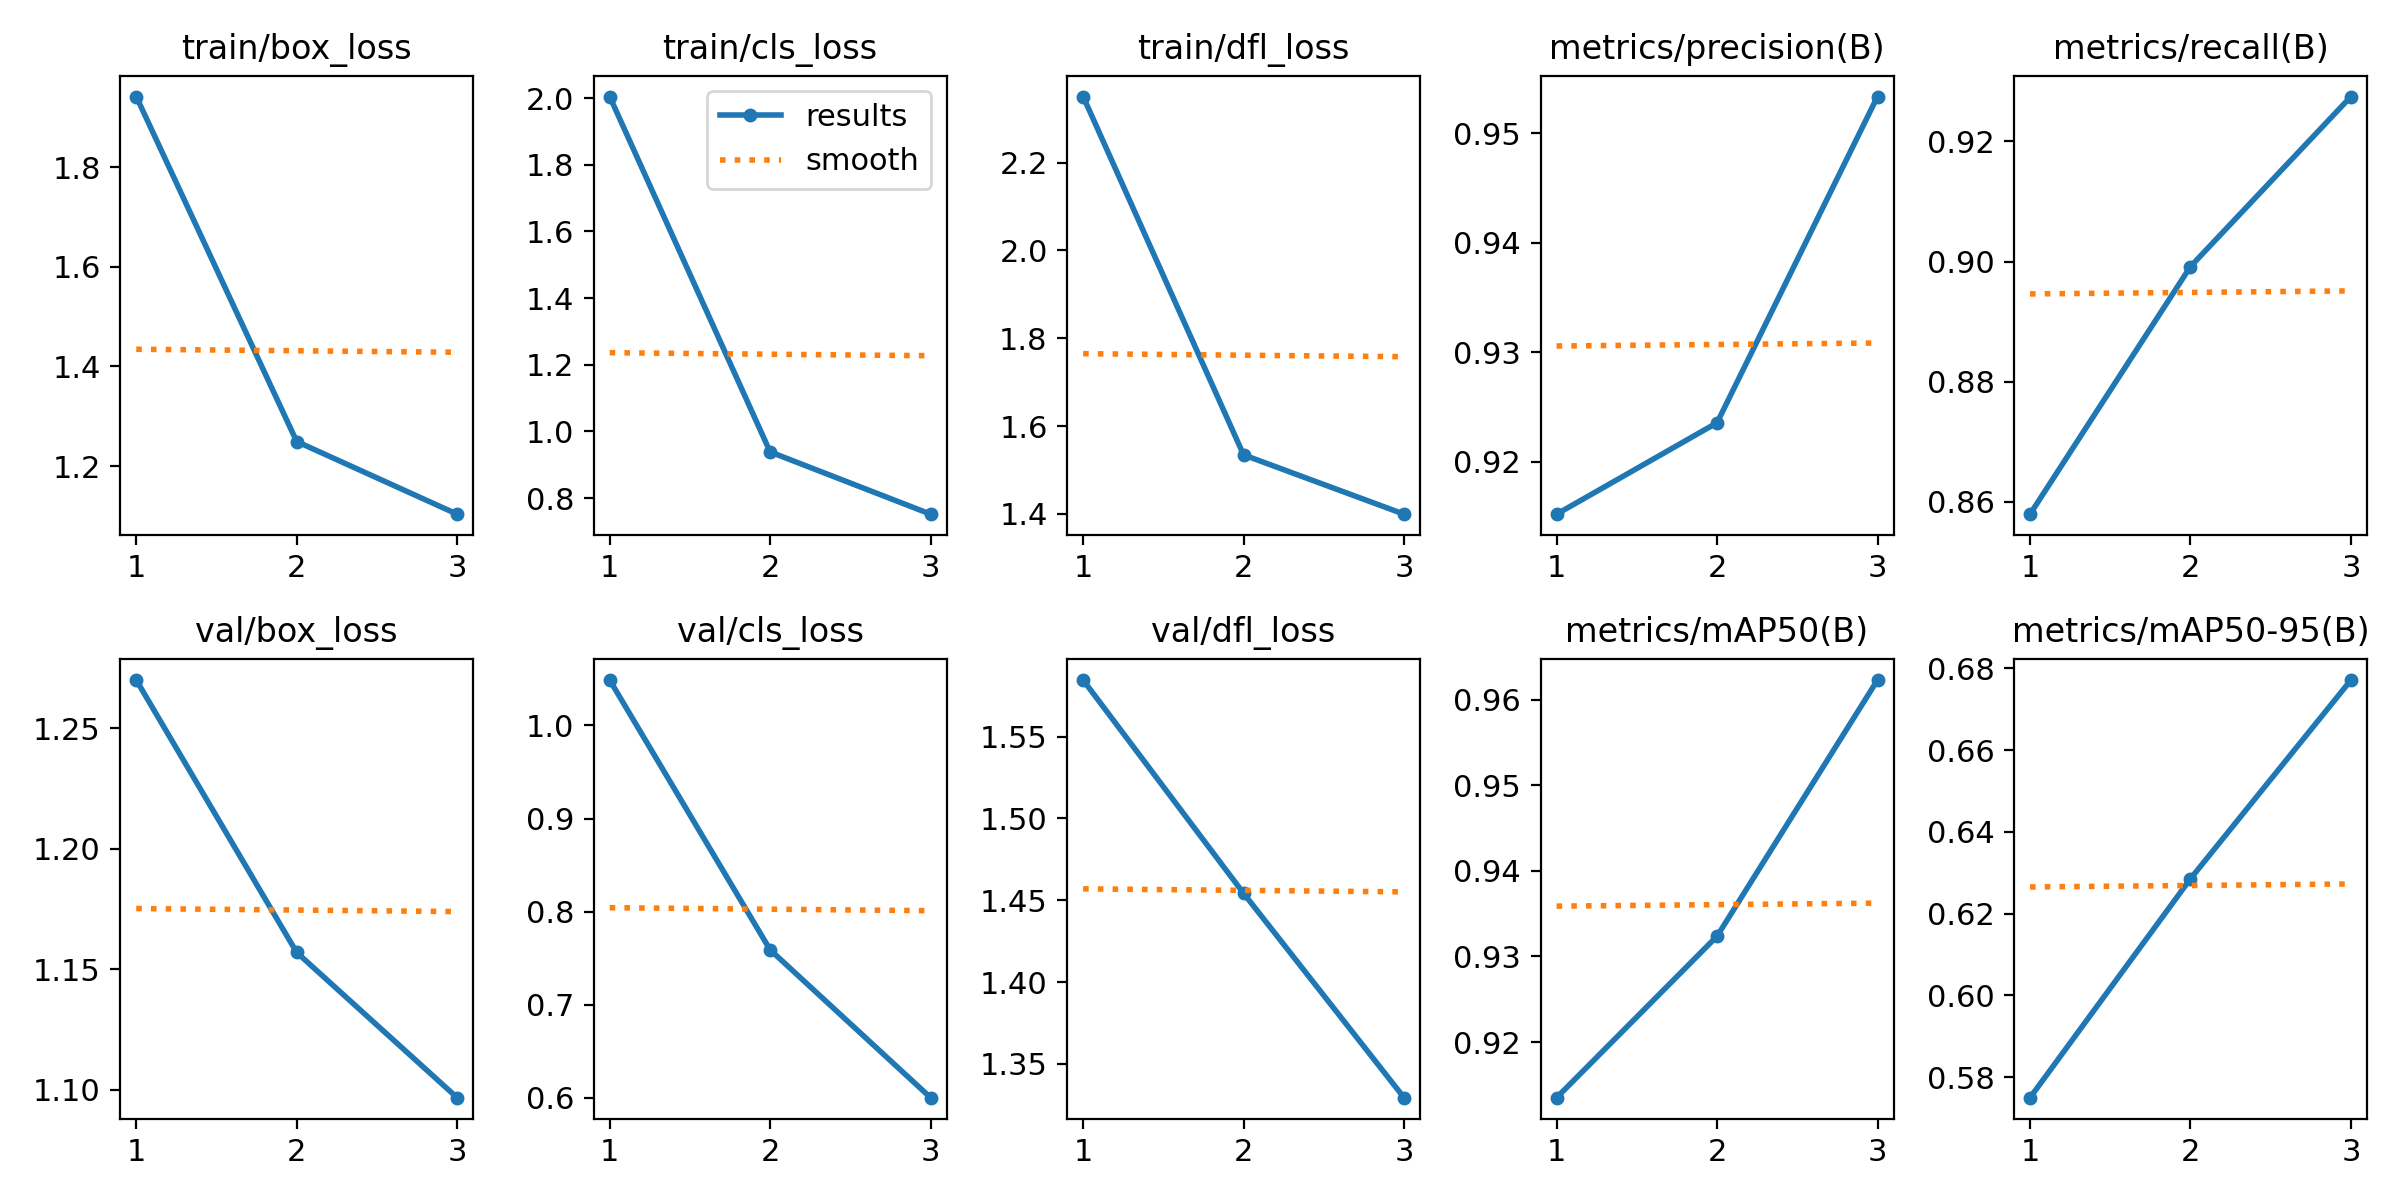 train/box_loss
1.8
1.6
1.4
1.2
1 2 3
train/cls_loss
results
smooth
2.0
1.8
1.6
1.4
1.2
1.0
0.8
1 2 3
train/dfl_loss
2.2
2.0
1.8
1.6
1.4
1 2 3
metrics/precision(B)
0.95
0.94
0.93
0.92
1 2 3
metrics/recall(B)
0.92
0.90
0.88
0.86
1 2 3
val/box_loss
1.25
1.20
1.15
1.10
1 2 3
val/cls_loss
1.0
0.9
0.8
0.7
0.6
1 2 3
val/dfl_loss
1.55
1.50
1.45
1.40
1.35
1 2 3
metrics/mAP50(B)
0.96
0.95
0.94
0.93
0.92
1 2 3
metrics/mAP50-95(B)
0.68
0.66
0.64
0.62
0.60
0.58
1 2 3